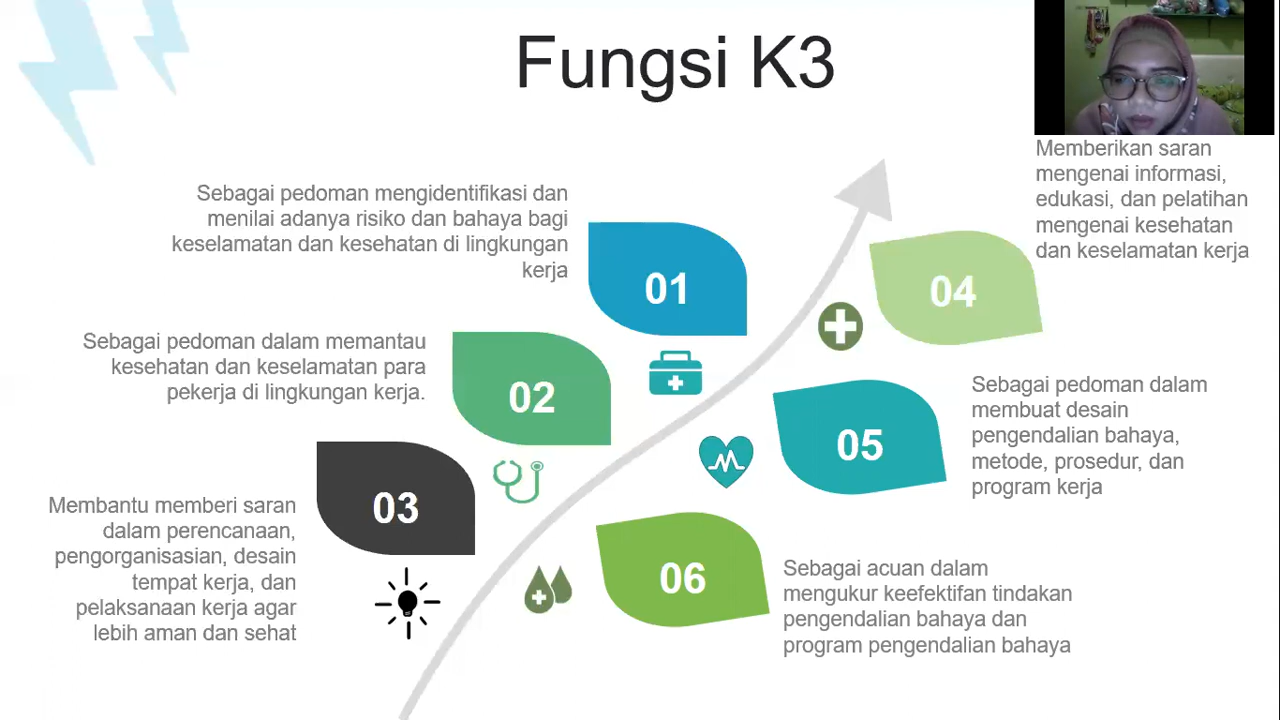 Fungsi K3
Sebagai pedoman mengidentifikasi dan
menilai adanya risiko dan bahaya bagi
keselamatan dan kesehatan di lingkungan
kerja
01
Sebagai pedoman dalam memantau
kesehatan dan keselamatan para
pekerja di lingkungan kerja.
02
Membantu memberi saran
dalam perencanaan,
pengorganisasian, desain
tempat kerja, dan
pelaksanaan kerja agar
lebih aman dan sehat
03
Memberikan saran
mengenai informasi,
edukasi, dan pelatihan
mengenai kesehatan
dan keselamatan kerja
04
Sebagai pedoman dalam
membuat desain
pengendalian bahaya,
metode, prosedur, dan
program kerja
05
Sebagai acuan dalam
mengukur keefektifan tindakan
pengendalian bahaya dan
program pengendalian bahaya
06